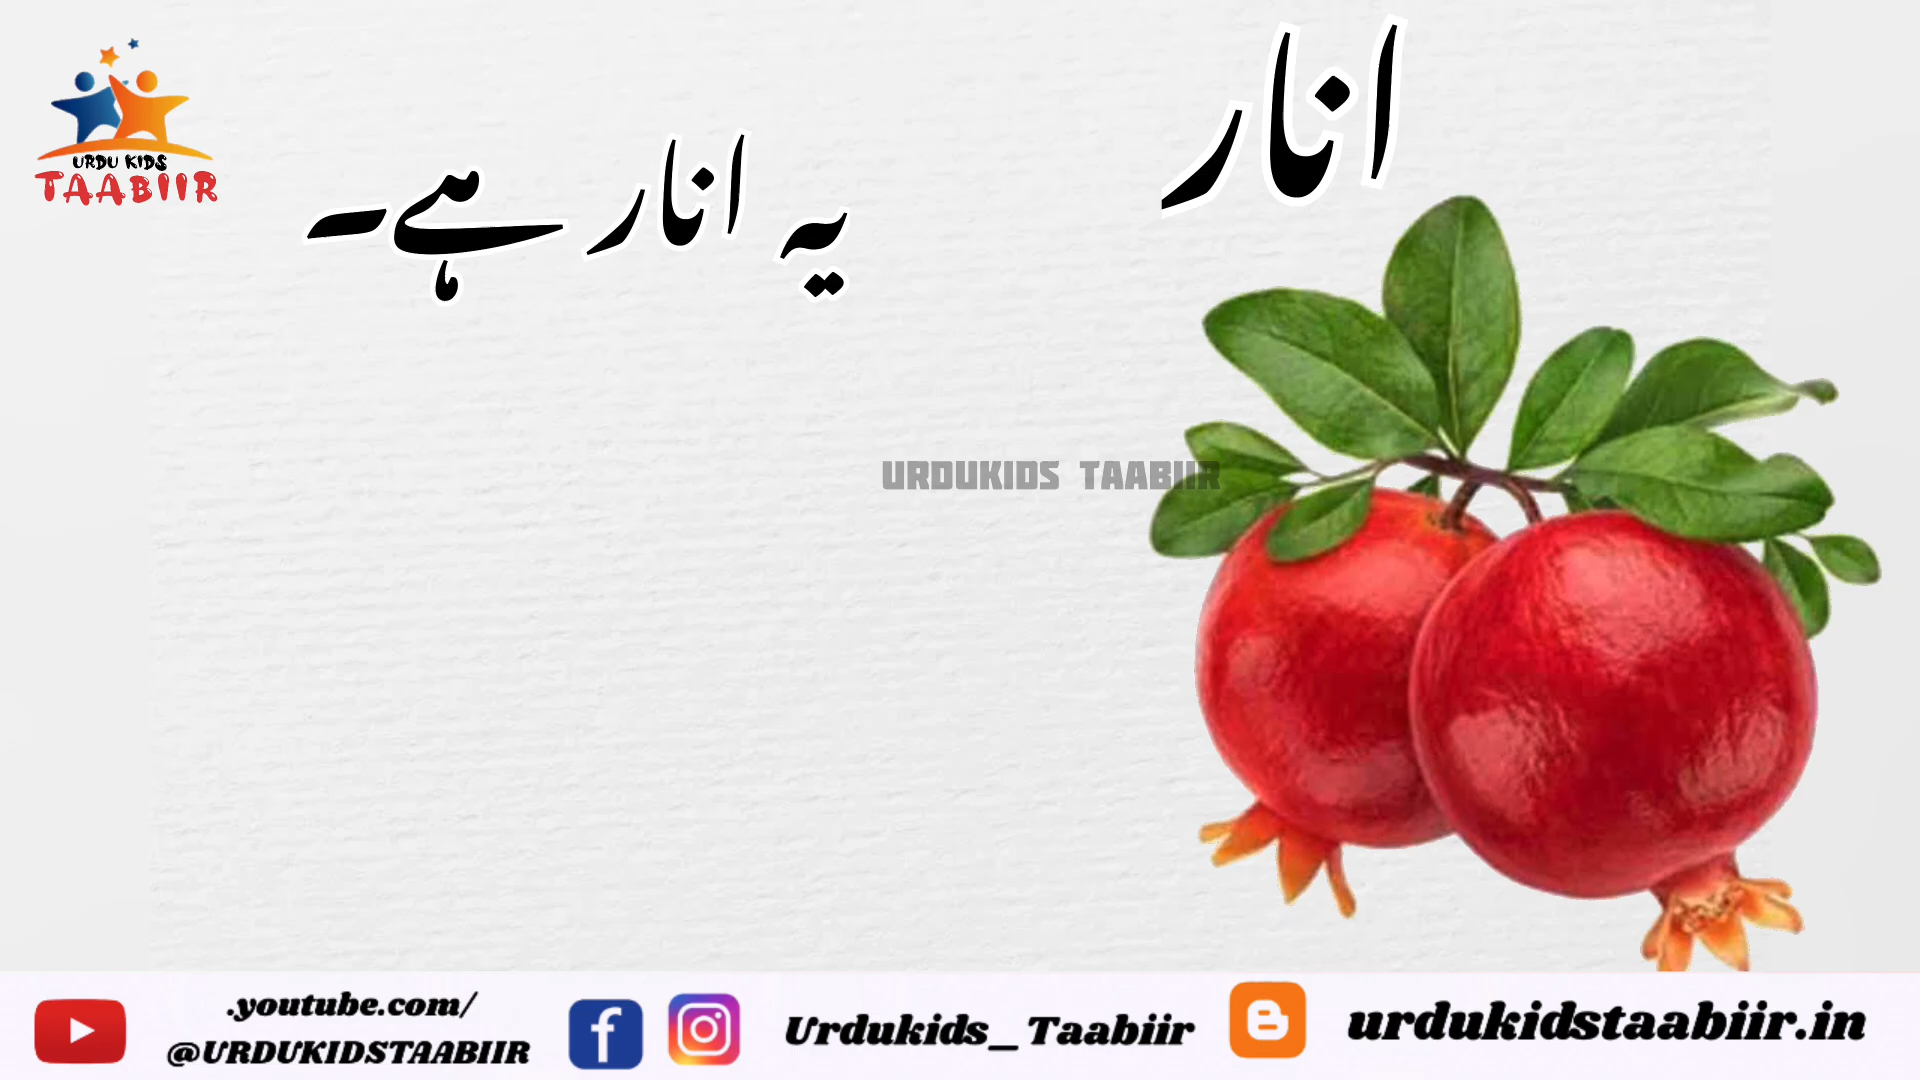 انار
یہ انار ہے۔
URDU KIDS
TAABIIR
URDUKIDS TAABIIR
.youtube.com/
@URDUKIDSTAABIIR
Urdukids_Taabiir
urdukidstaabiir.in